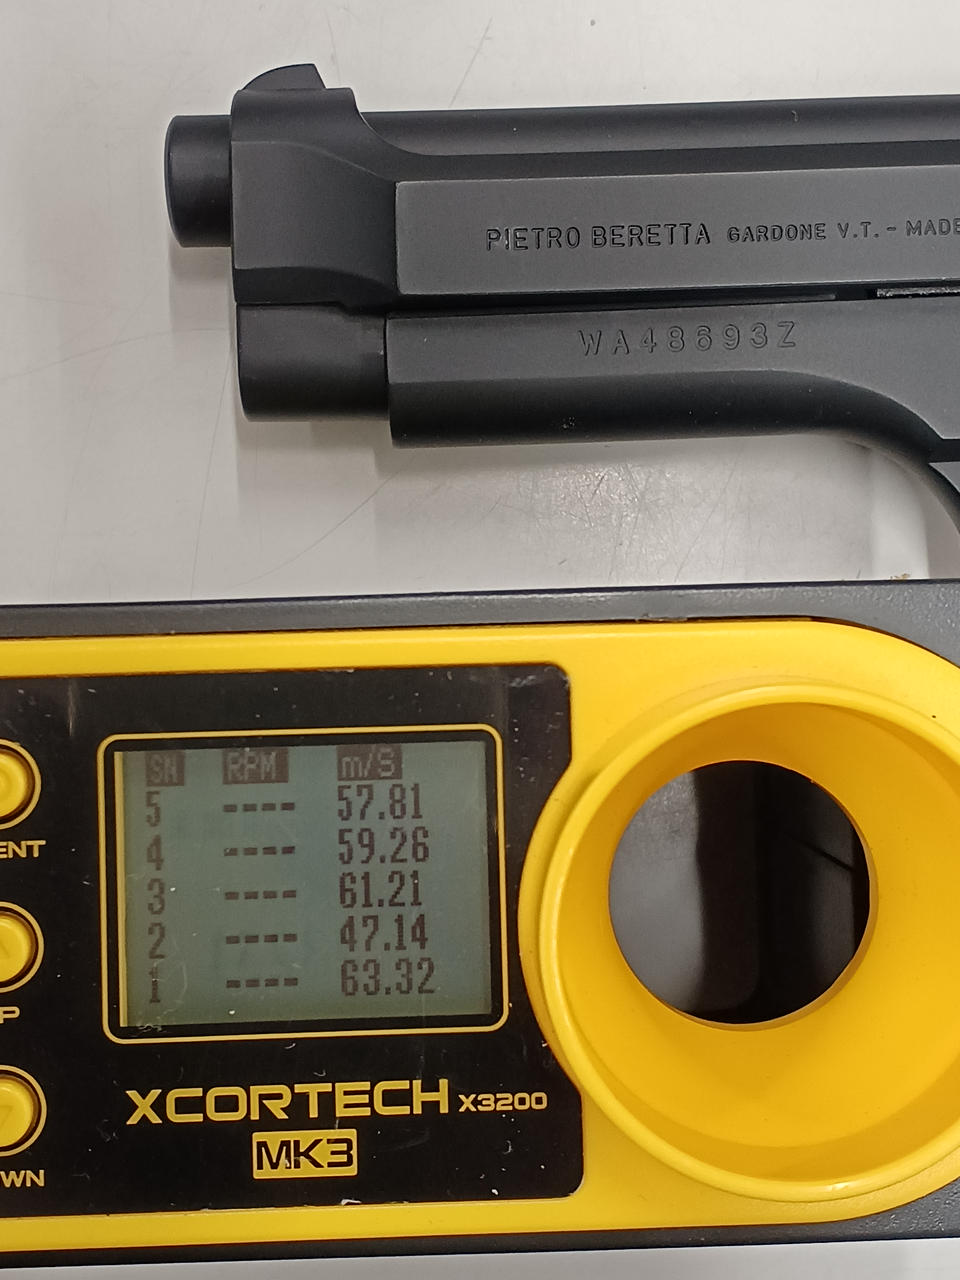 PIETRO BERETTA GARDONE V.T. - MADE
WA48693Z
SN RPM m/S
5 ---- 57.81
4 ---- 59.26
3 ---- 61.21
2 ---- 47.14
1 ---- 63.32
ENT
P
WN
XCORTECH X3200
MK3